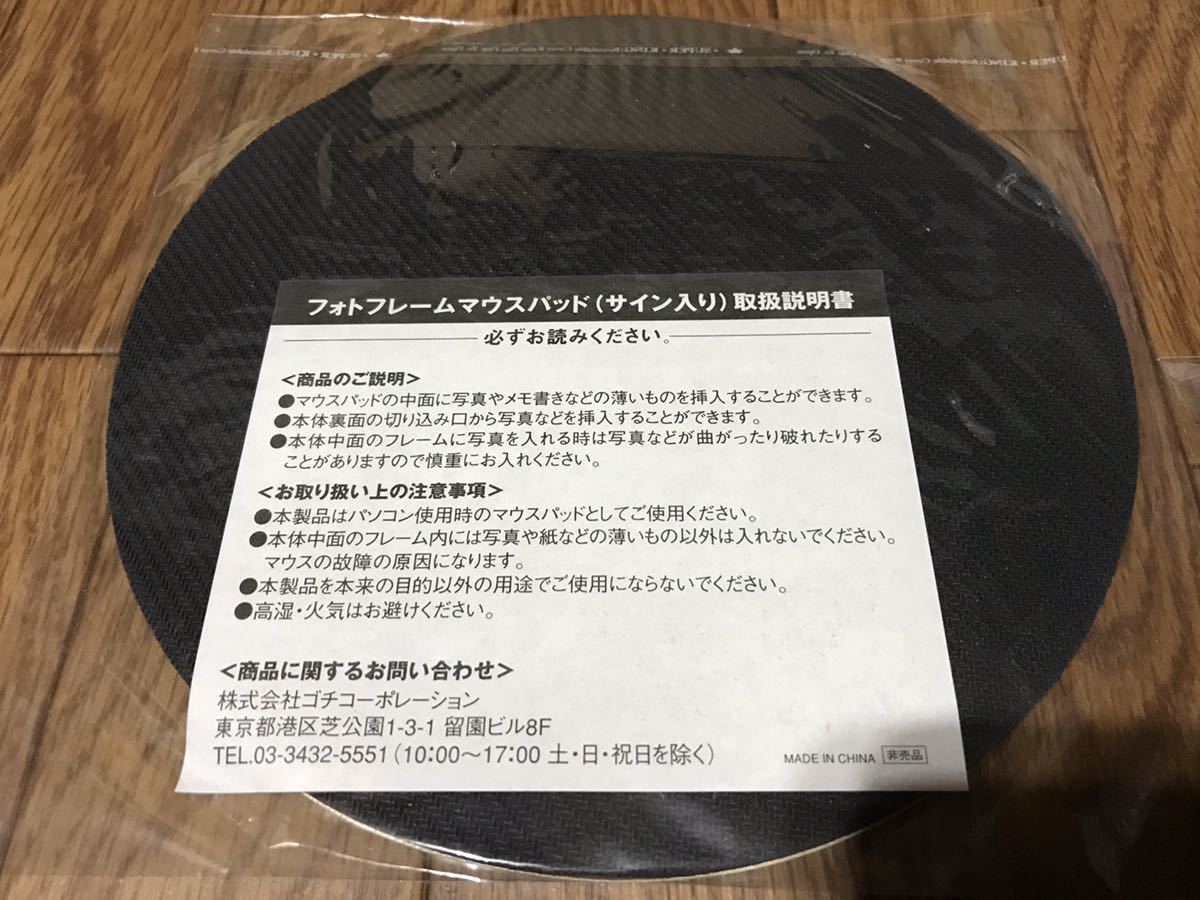 SUPER・KING:Resealable
UPER・KING:Resealable
フォトフレームマウスパッド(サイン入り)取扱説明書
必ずお読みください。
<商品のご説明>
●マウスパッドの中面に写真やメモ書きなどの薄いものを挿入することができます。
●本体裏面の切り込み口から写真などを挿入することができます。
●本体中面のフレームに写真を入れる時は写真などが曲がったり破れたりする
ことがありますので慎重にお入れください。
<お取り扱い上の注意事項>
●本製品はパソコン使用時のマウスパッドとしてご使用ください。
●本体中面のフレーム内には写真や紙などの薄いもの以外は入れないでください。
マウスの故障の原因になります。
●本製品を本来の目的以外の用途でご使用にならないでください。
●高湿・火気はお避けください。
<商品に関するお問い合わせ>
株式会社ゴチコーポレーション
東京都港区芝公園1-3-1 留園ビル8F
TEL.03-3432-5551(10:00〜17:00 土・日・祝日を除く)
MADE IN CHINA 非売品